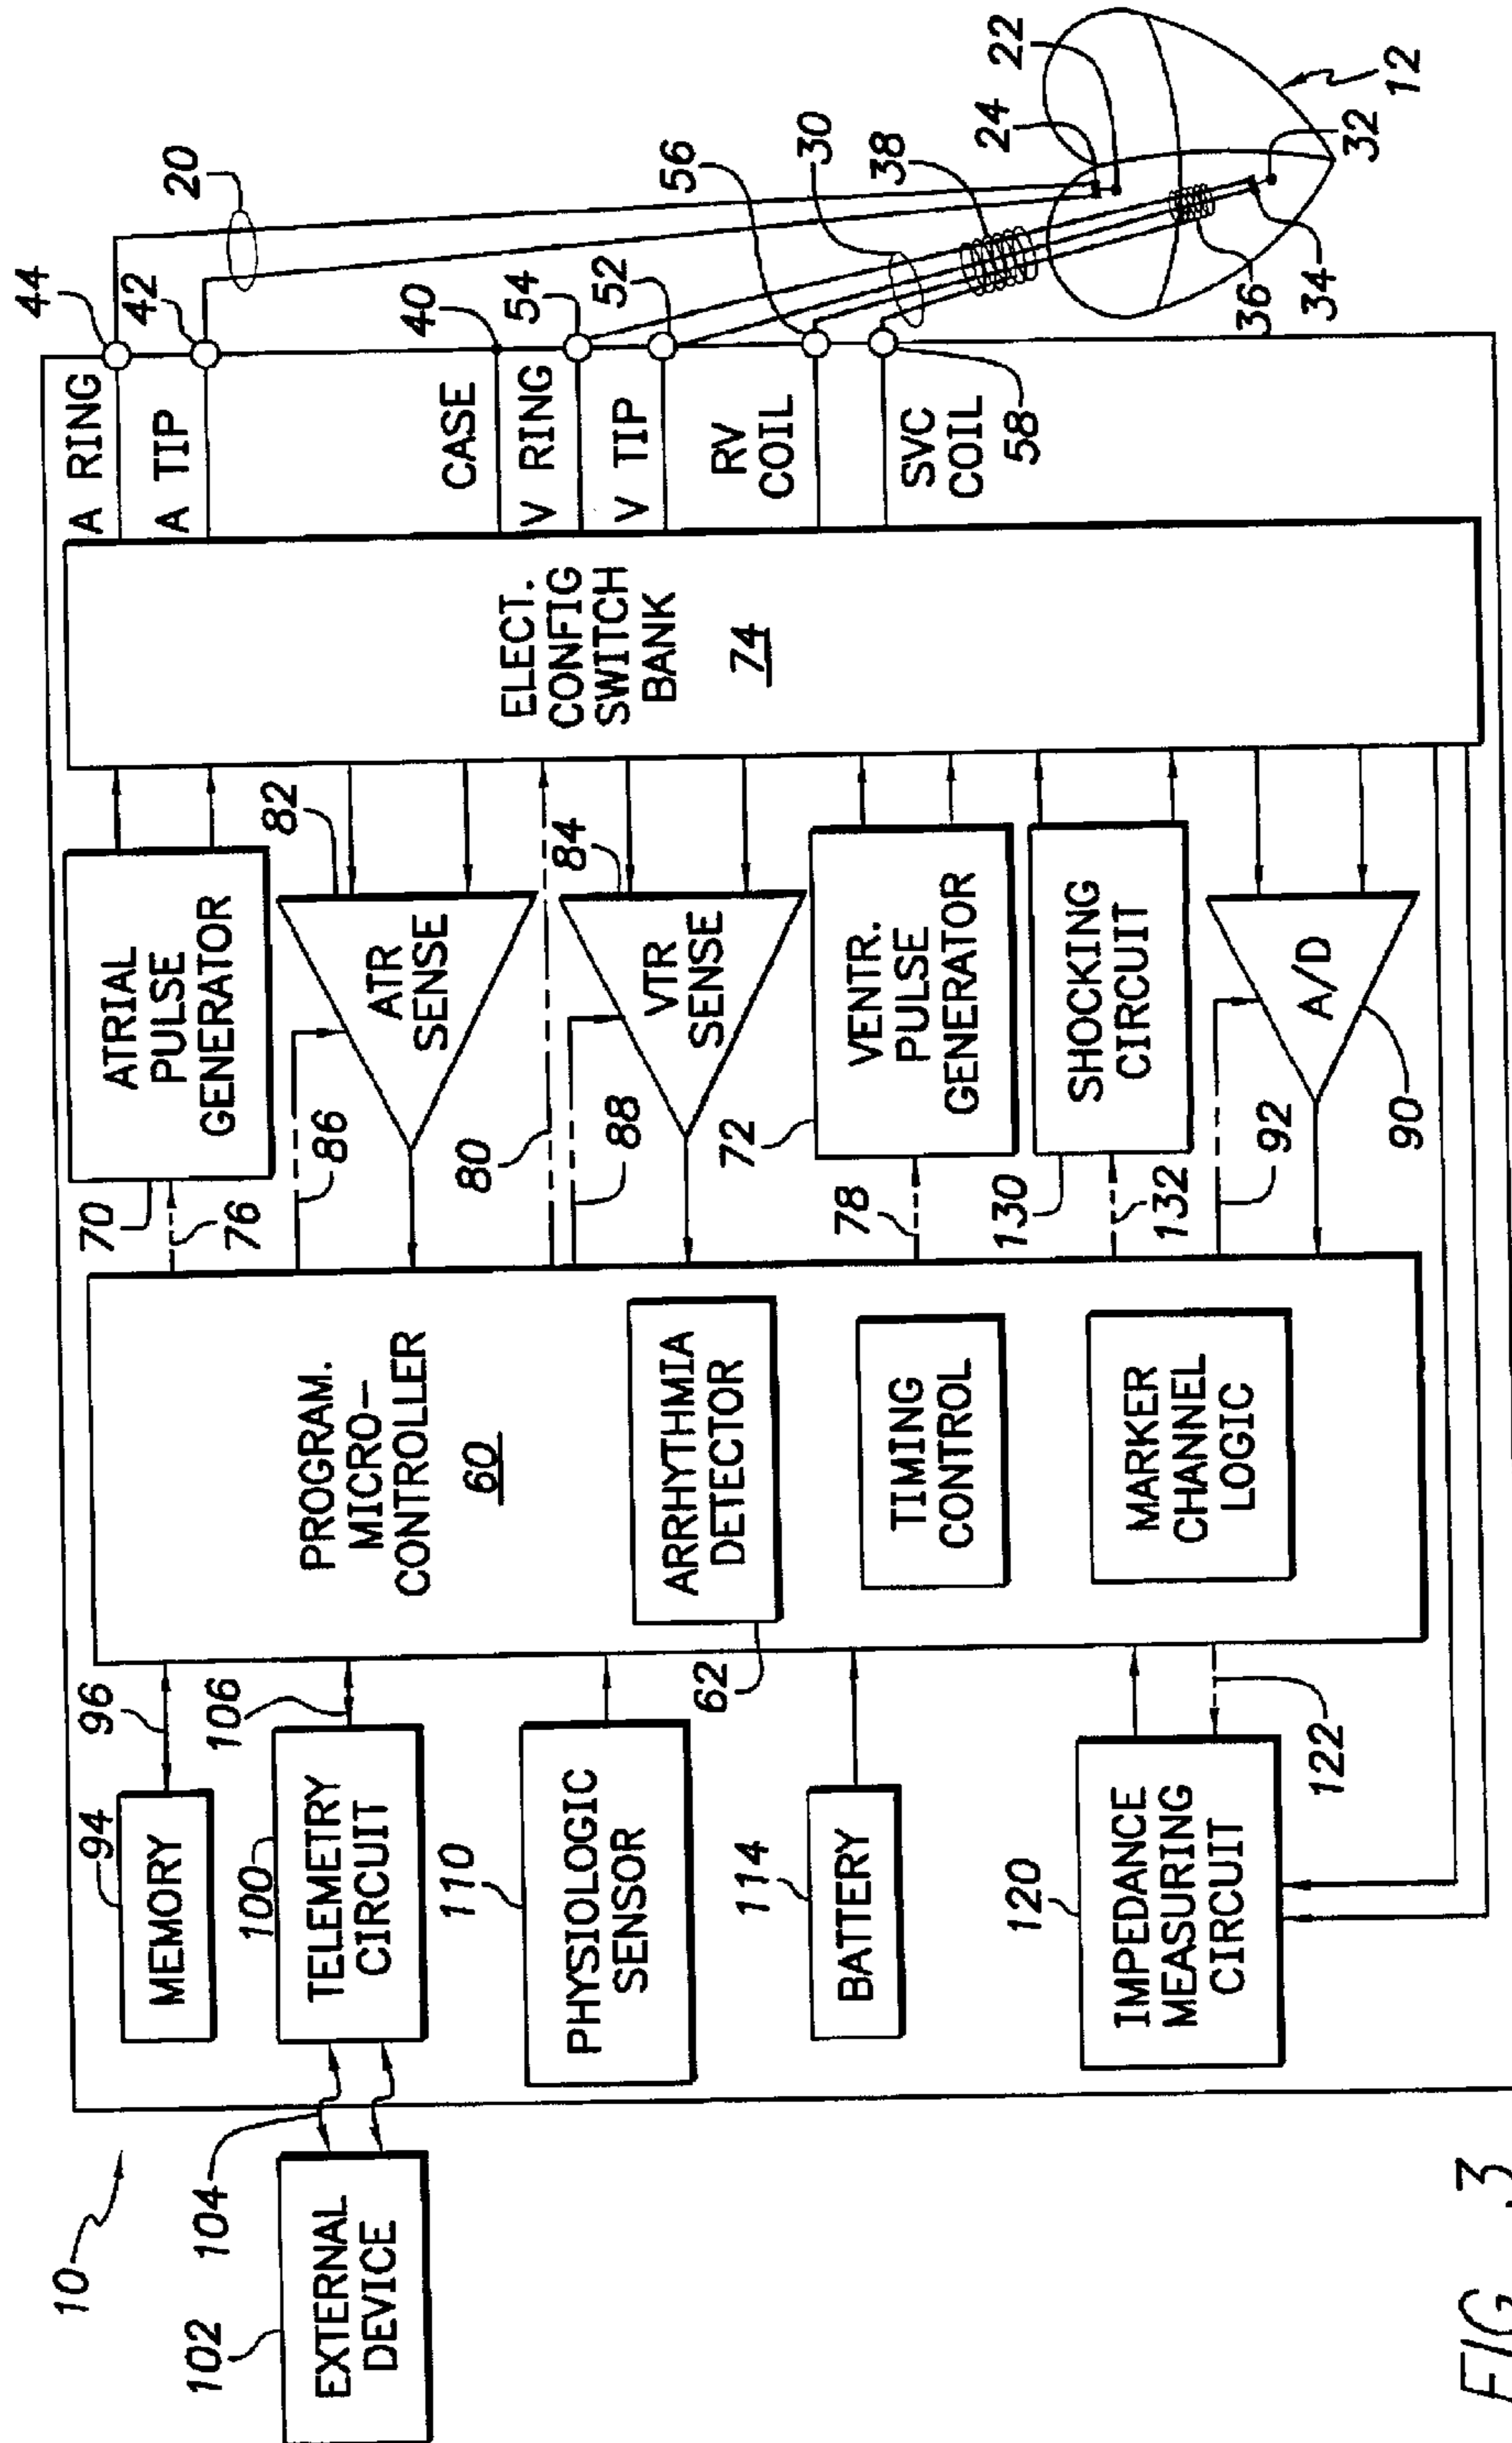 10
102
EXTERNAL
DEVICE
104
94
MEMORY
96
100
TELEMETRY
CIRCUIT
106
110
PHYSIOLOGIC
SENSOR
114
BATTERY
120
IMPEDANCE
MEASURING
CIRCUIT
122
PROGRAM.
MICRO-
CONTROLLER
60
62
ARRHYTHMIA
DETECTOR
TIMING
CONTROL
MARKER
CHANNEL
LOGIC
70
76
ATRIAL
PULSE
GENERATOR
86
82
ATR
SENSE
80
88
84
VTR
SENSE
72
78
VENTR.
PULSE
GENERATOR
130
132
SHOCKING
CIRCUIT
92
A/D
90
ELECT.
CONFIG
SWITCH
BANK
74
A RING
44
A TIP
42
CASE
40
V RING
54
V TIP
52
RV
COIL
56
SVC
COIL
58
20
30
38
24
22
36
34
32
12
FIG. 3